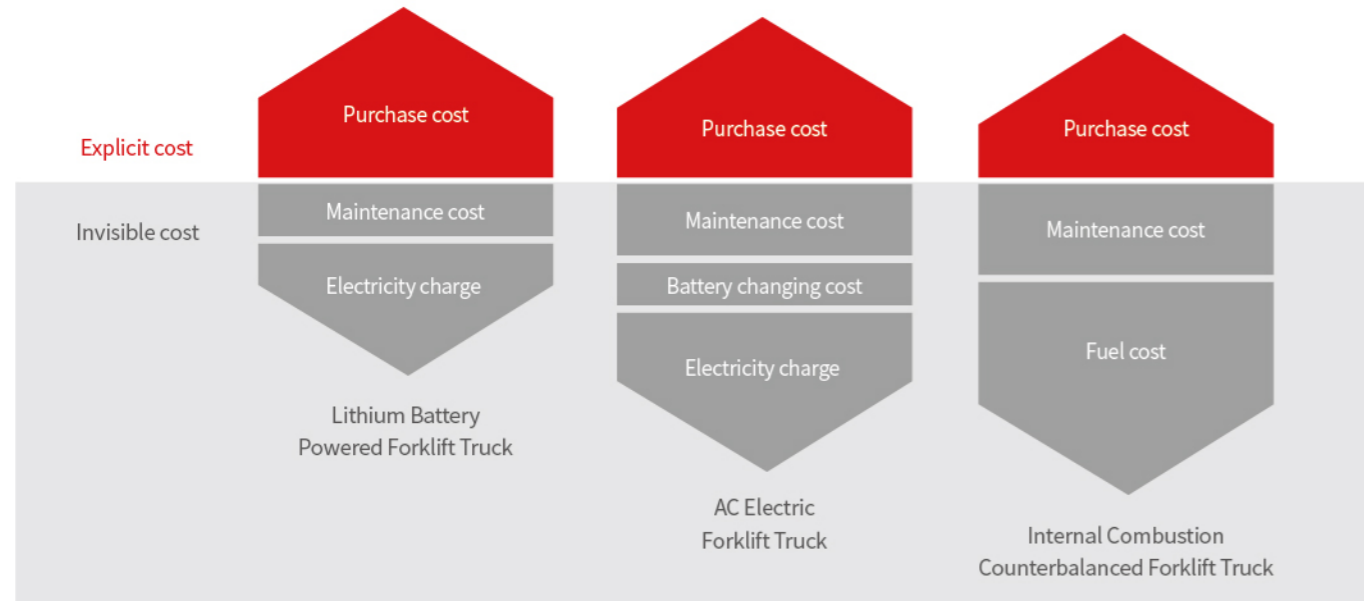 Explicit cost
Invisible cost
Purchase cost
Maintenance cost
Electricity charge
Lithium Battery
Powered Forklift Truck
Purchase cost
Maintenance cost
Battery changing cost
Electricity charge
AC Electric
Forklift Truck
Purchase cost
Maintenance cost
Fuel cost
Internal Combustion
Counterbalanced Forklift Truck